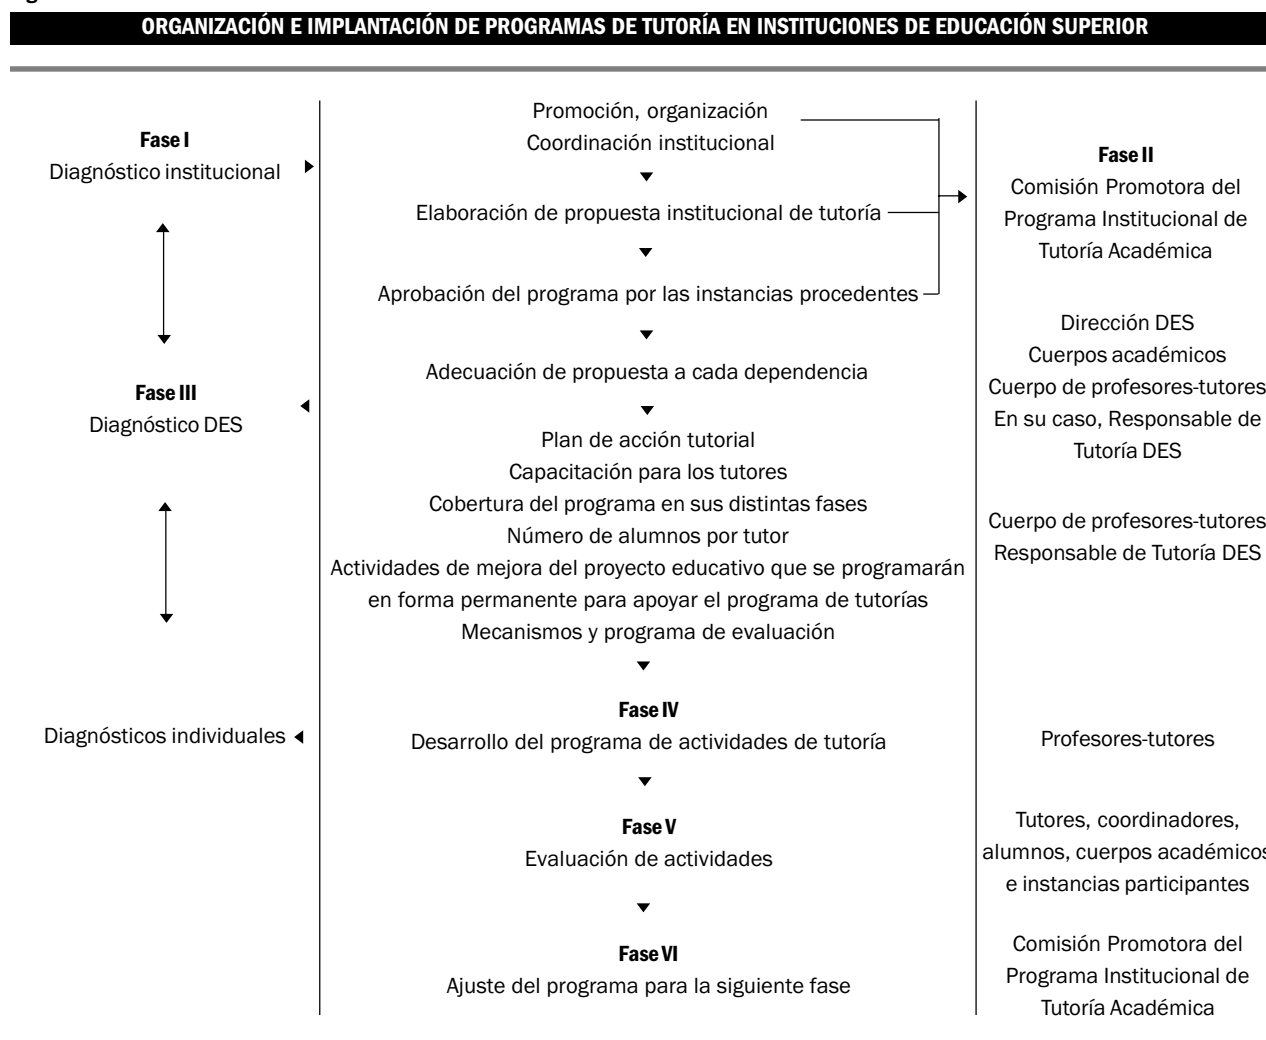 ORGANIZACIÓN E IMPLANTACIÓN DE PROGRAMAS DE TUTORÍA EN INSTITUCIONES DE EDUCACIÓN SUPERIOR
Fase I
Diagnóstico institucional
Fase III
Diagnóstico DES
Diagnósticos individuales
Promoción, organización
Coordinación institucional
Elaboración de propuesta institucional de tutoría
Aprobación del programa por las instancias procedentes
Adecuación de propuesta a cada dependencia
Plan de acción tutorial
Capacitación para los tutores
Cobertura del programa en sus distintas fases
Número de alumnos por tutor
Actividades de mejora del proyecto educativo que se programarán
en forma permanente para apoyar el programa de tutorías
Mecanismos y programa de evaluación
Fase IV
Desarrollo del programa de actividades de tutoría
Fase V
Evaluación de actividades
Fase VI
Ajuste del programa para la siguiente fase
Fase II
Comisión Promotora del
Programa Institucional de
Tutoría Académica
Dirección DES
Cuerpos académicos
Cuerpo de profesores-tutores
En su caso, Responsable de
Tutoría DES
Cuerpo de profesores-tutores
Responsable de Tutoría DES
Profesores-tutores
Tutores, coordinadores,
alumnos, cuerpos académicos
e instancias participantes
Comisión Promotora del
Programa Institucional de
Tutoría Académica